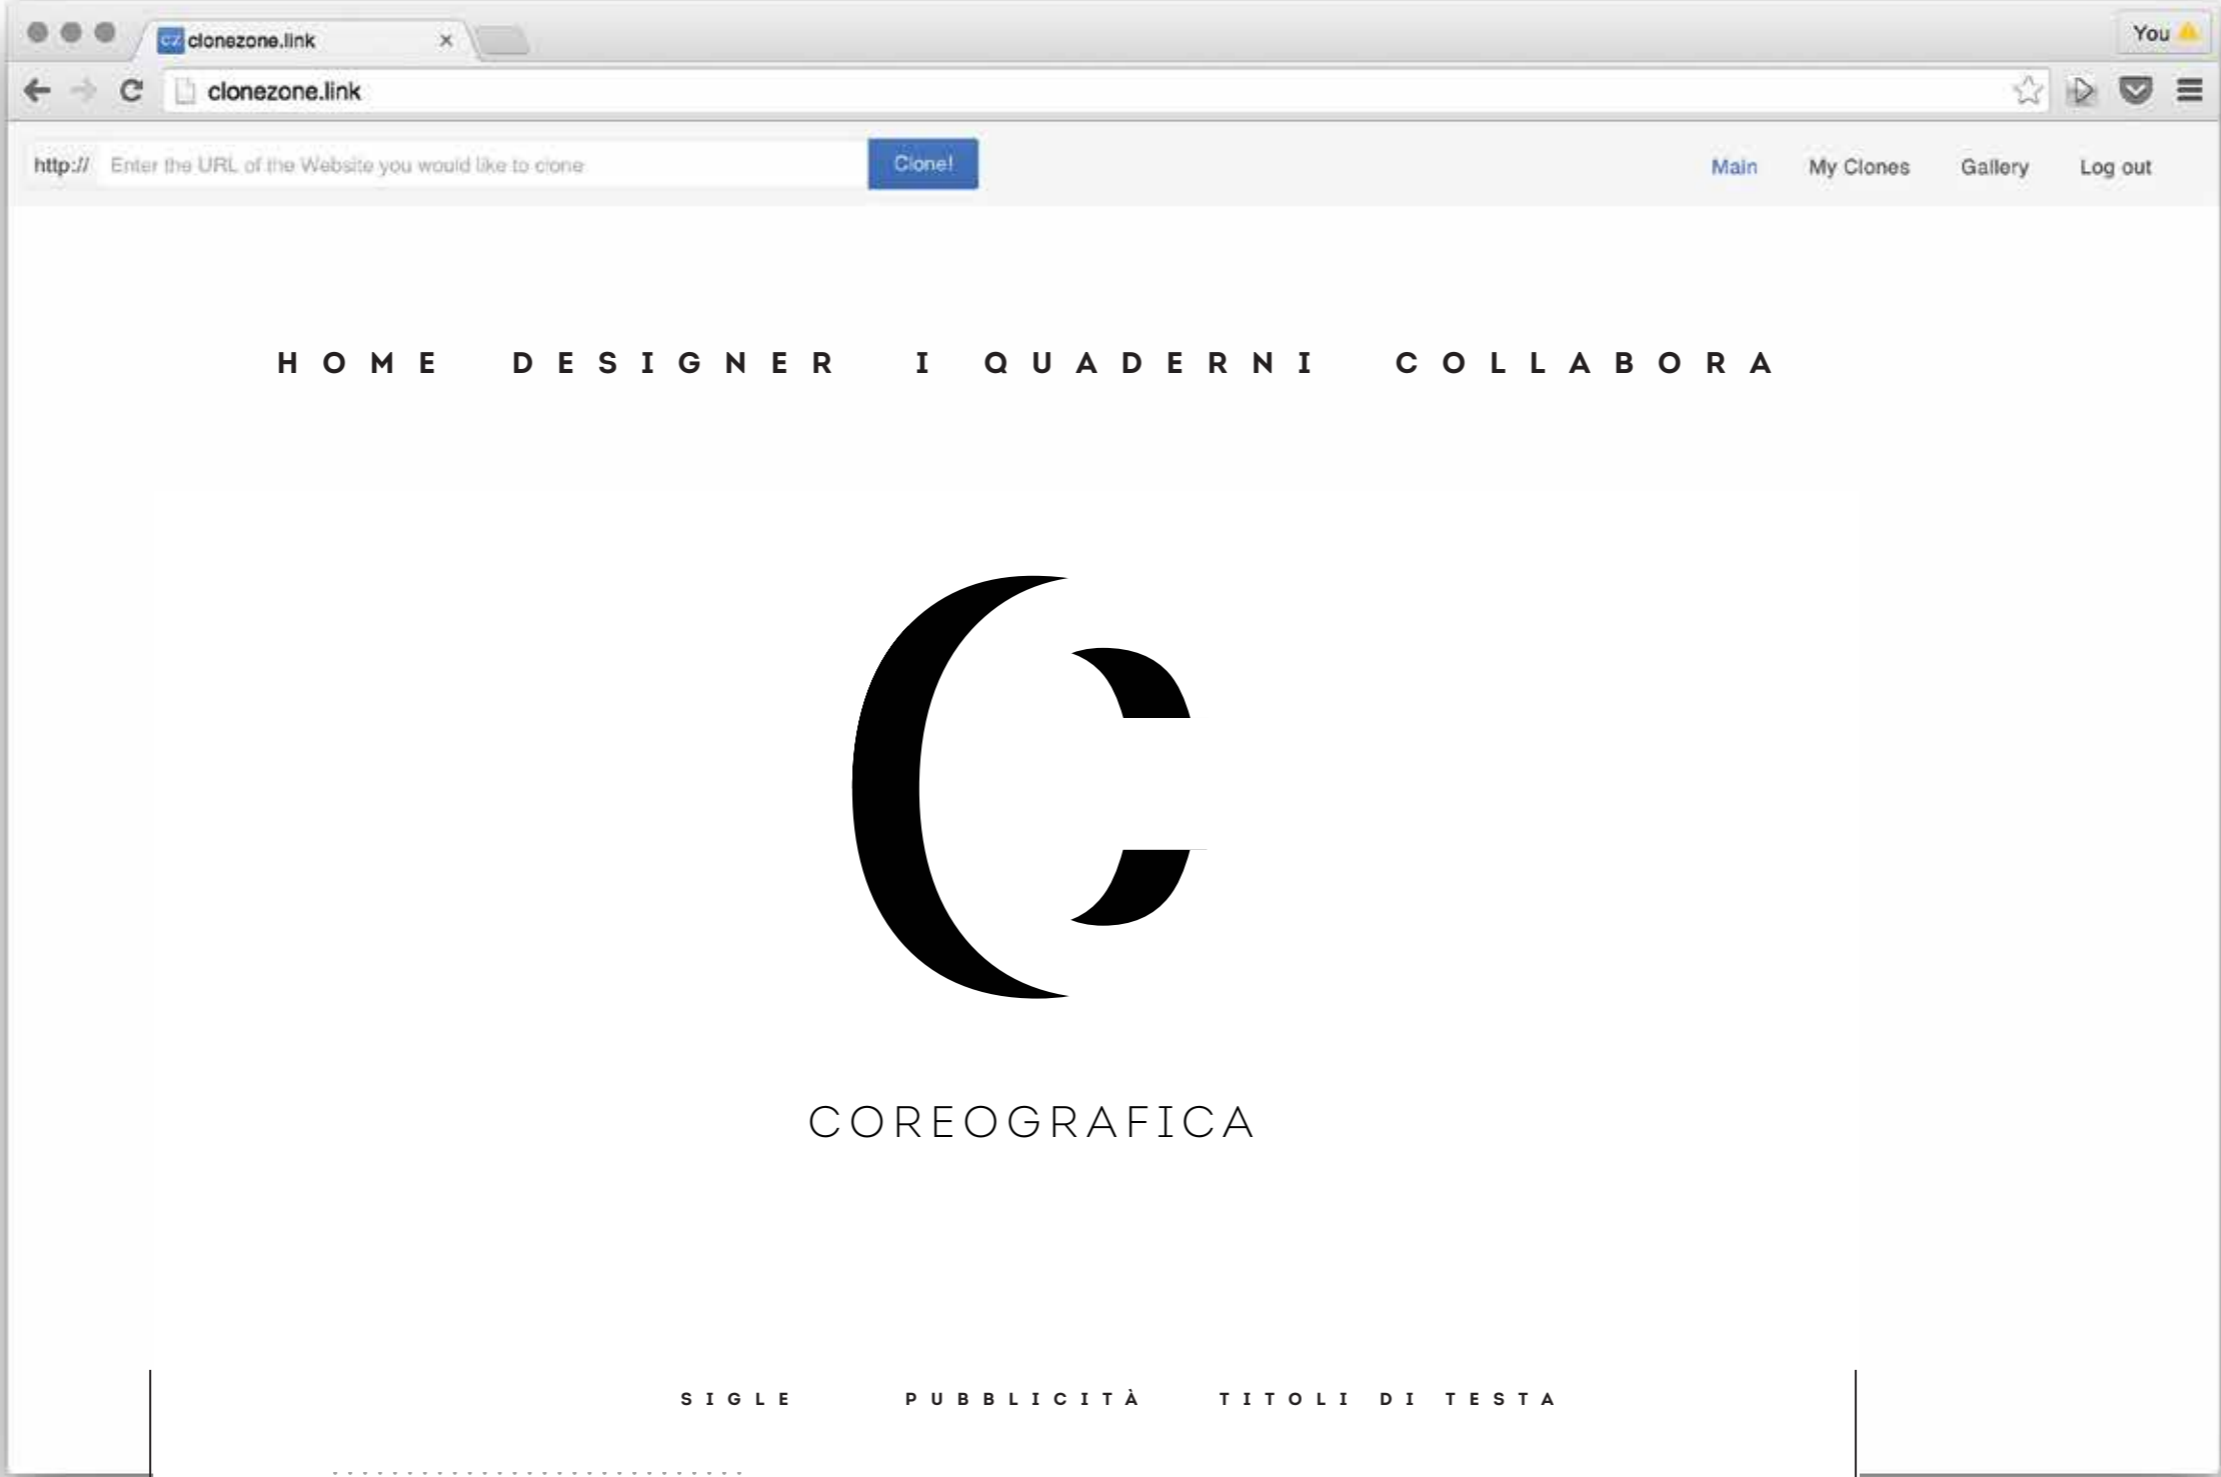 clonezone.link
You
clonezone.link
http:// Enter the URL of the Website you would like to clone Clone! Main My Clones Gallery Log out
HOME DESIGNER I QUADERNI COLLABORA
COREOGRAFICA
SIGLE PUBBLICITÀ TITOLI DI TESTA